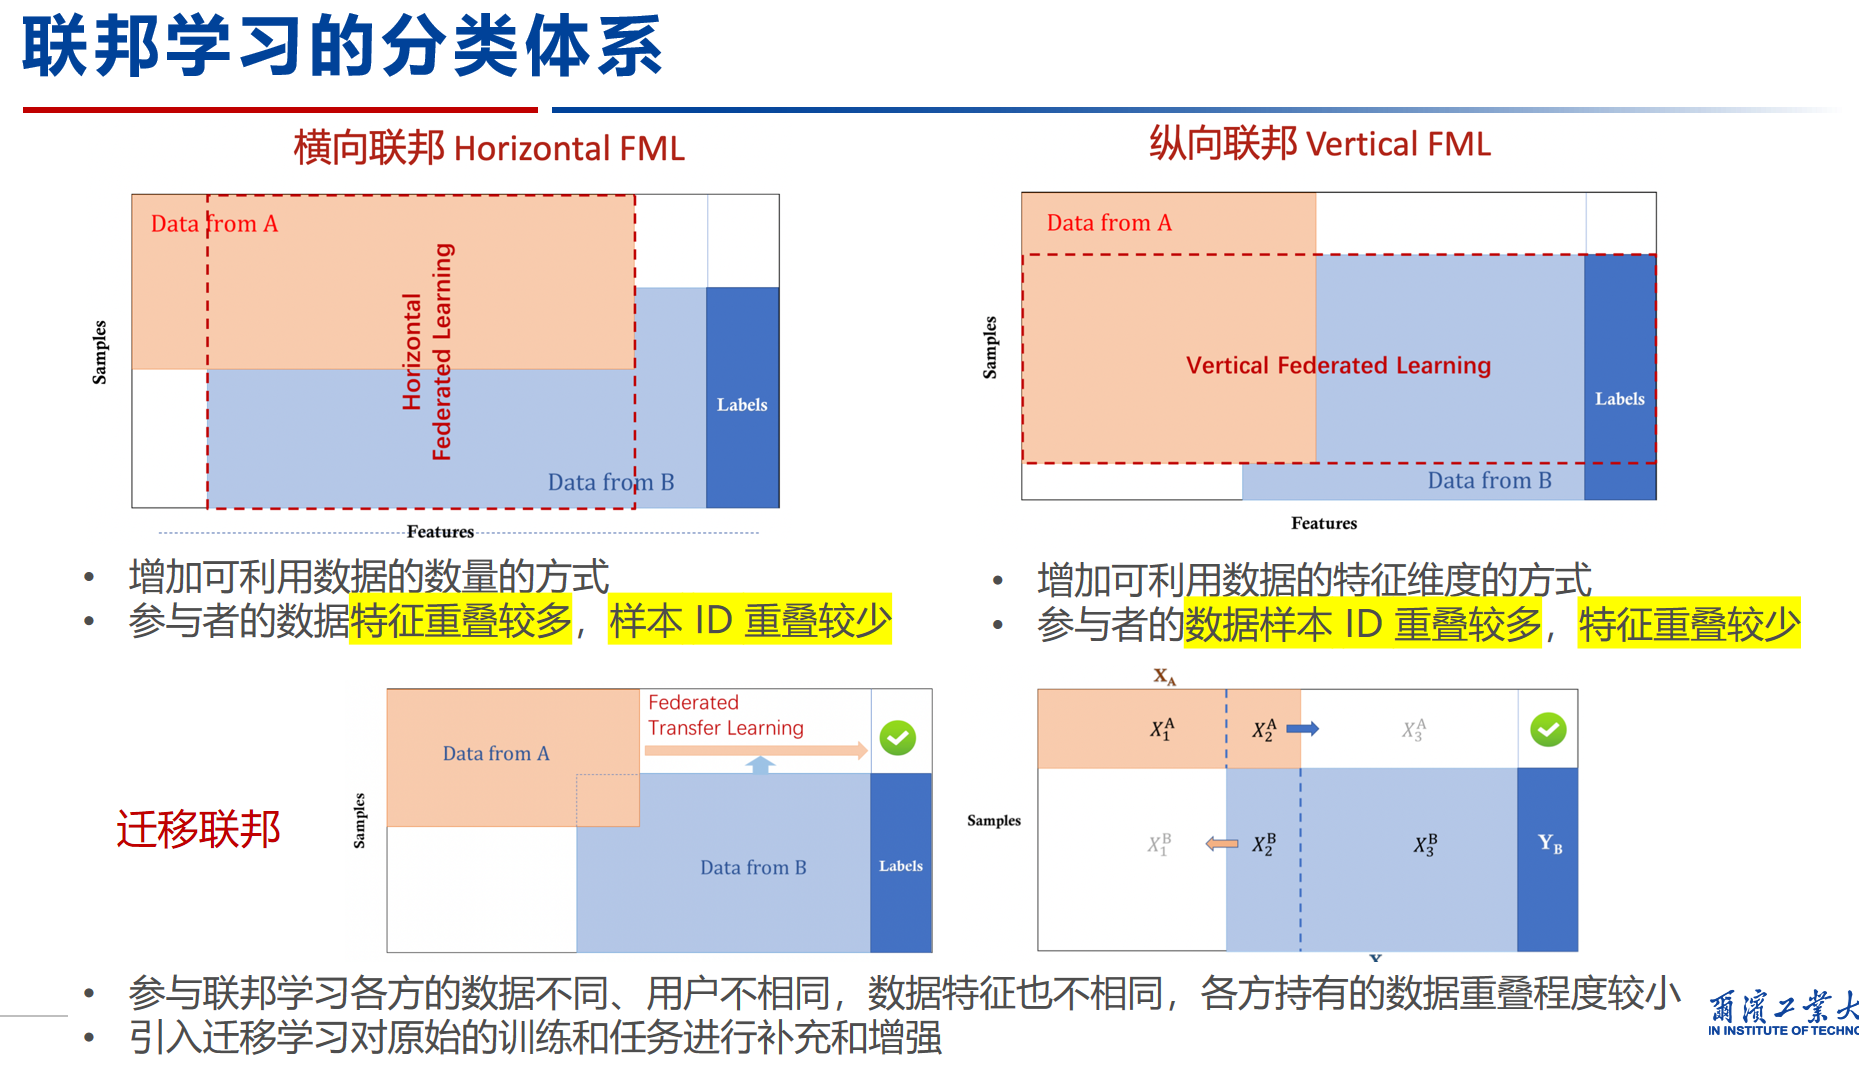 联邦学习的分类体系
横向联邦 Horizontal FML
Data from A
Horizontal
Federated Learning
Samples
Labels
Data from B
Features
• 增加可利用数据的数量的方式
• 参与者的数据特征重叠较多，样本 ID 重叠较少
纵向联邦 Vertical FML
Data from A
Samples
Vertical Federated Learning
Labels
Data from B
Features
• 增加可利用数据的特征维度的方式
• 参与者的数据样本 ID 重叠较多，特征重叠较少
迁移联邦
Federated
Transfer Learning
Data from A
Samples
Data from B
Labels
X_A
X_1^A X_2^A X_3^A
Samples
X_1^B X_2^B X_3^B Y_B
• 参与联邦学习各方的数据不同、用户不相同，数据特征也不相同，各方持有的数据重叠程度较小
• 引入迁移学习对原始的训练和任务进行补充和增强
爾濱工業大
IN INSTITUTE OF TECHNO